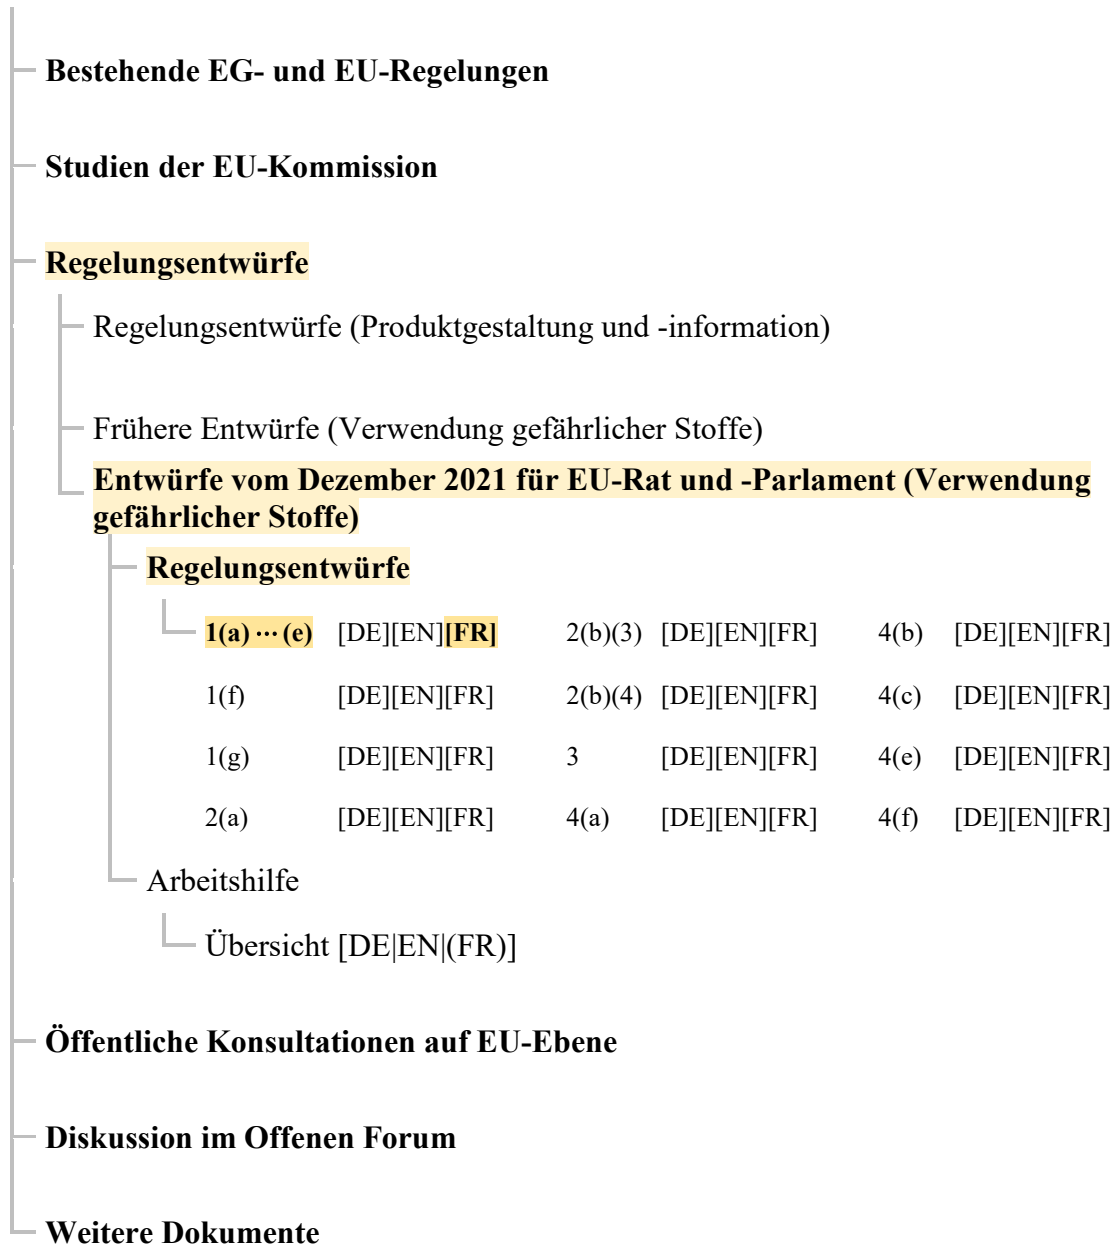 Bestehende EG- und EU-Regelungen
Studien der EU-Kommission
Regelungsentwürfe
Regelungsentwürfe (Produktgestaltung und -information)
Frühere Entwürfe (Verwendung gefährlicher Stoffe)
Entwürfe vom Dezember 2021 für EU-Rat und -Parlament (Verwendung
gefährlicher Stoffe)
Regelungsentwürfe
1(a) ··· (e) [DE][EN][FR] 2(b)(3) [DE][EN][FR] 4(b) [DE][EN][FR]
1(f) [DE][EN][FR] 2(b)(4) [DE][EN][FR] 4(c) [DE][EN][FR]
1(g) [DE][EN][FR] 3 [DE][EN][FR] 4(e) [DE][EN][FR]
2(a) [DE][EN][FR] 4(a) [DE][EN][FR] 4(f) [DE][EN][FR]
Arbeitshilfe
Übersicht [DE|EN|(FR)]
Öffentliche Konsultationen auf EU-Ebene
Diskussion im Offenen Forum
Weitere Dokumente